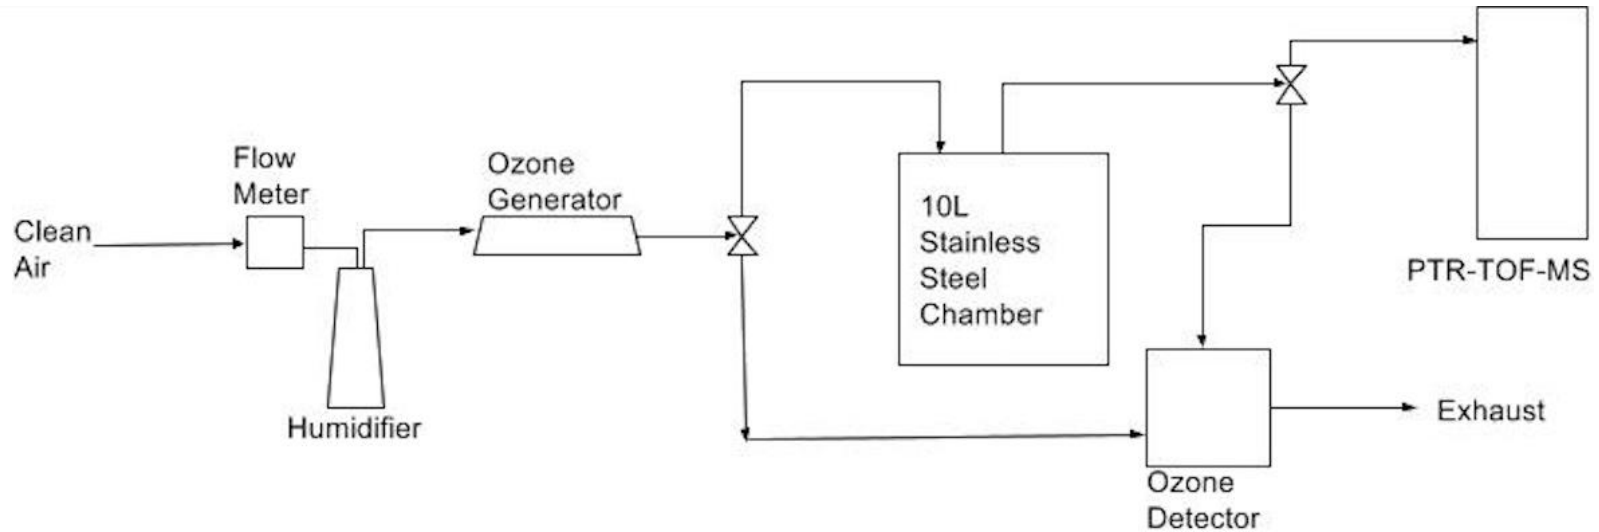 Clean
Air
Flow
Meter
Humidifier
Ozone
Generator
10L
Stainless
Steel
Chamber
PTR-TOF-MS
Ozone
Detector
Exhaust